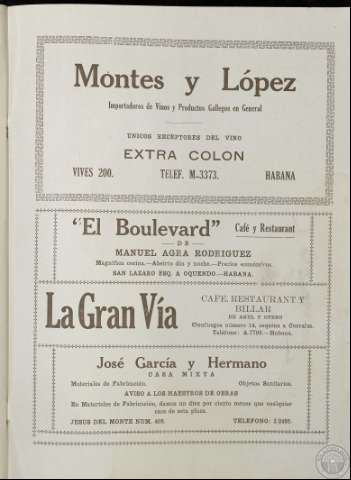 Montes y López
Importadores de Vinos y Productos Gallegos en General
UNICOS RECEPTORES DEL VINO
EXTRA COLON
VIVES 200. TELEF. M-3373. HABANA
"El Boulevard" Café y Restaurant
DE
MANUEL AGRA RODRIGUEZ
Magnífica cocina.—Abierto día y noche.—Precios económicos.
SAN LAZARO ESQ. A OQUENDO.—HABANA.
La Gran Vía
CAFE, RESTAURANT Y
BILLAR
DE ANEL Y OTERO
Cienfuegos número 14, esquina a
Teléfono: Habana.
José García y Hermano
CASA MIXTA
Materiales de Fabricación. Objetos Sanitarios.
AVISO A LOS MAESTROS DE OBRAS
En Materiales de Fabricación, damos un diez por ciento menos que cualquier
casa de esta plaza.
JESUS DEL MONTE NUM. TELEFONO: